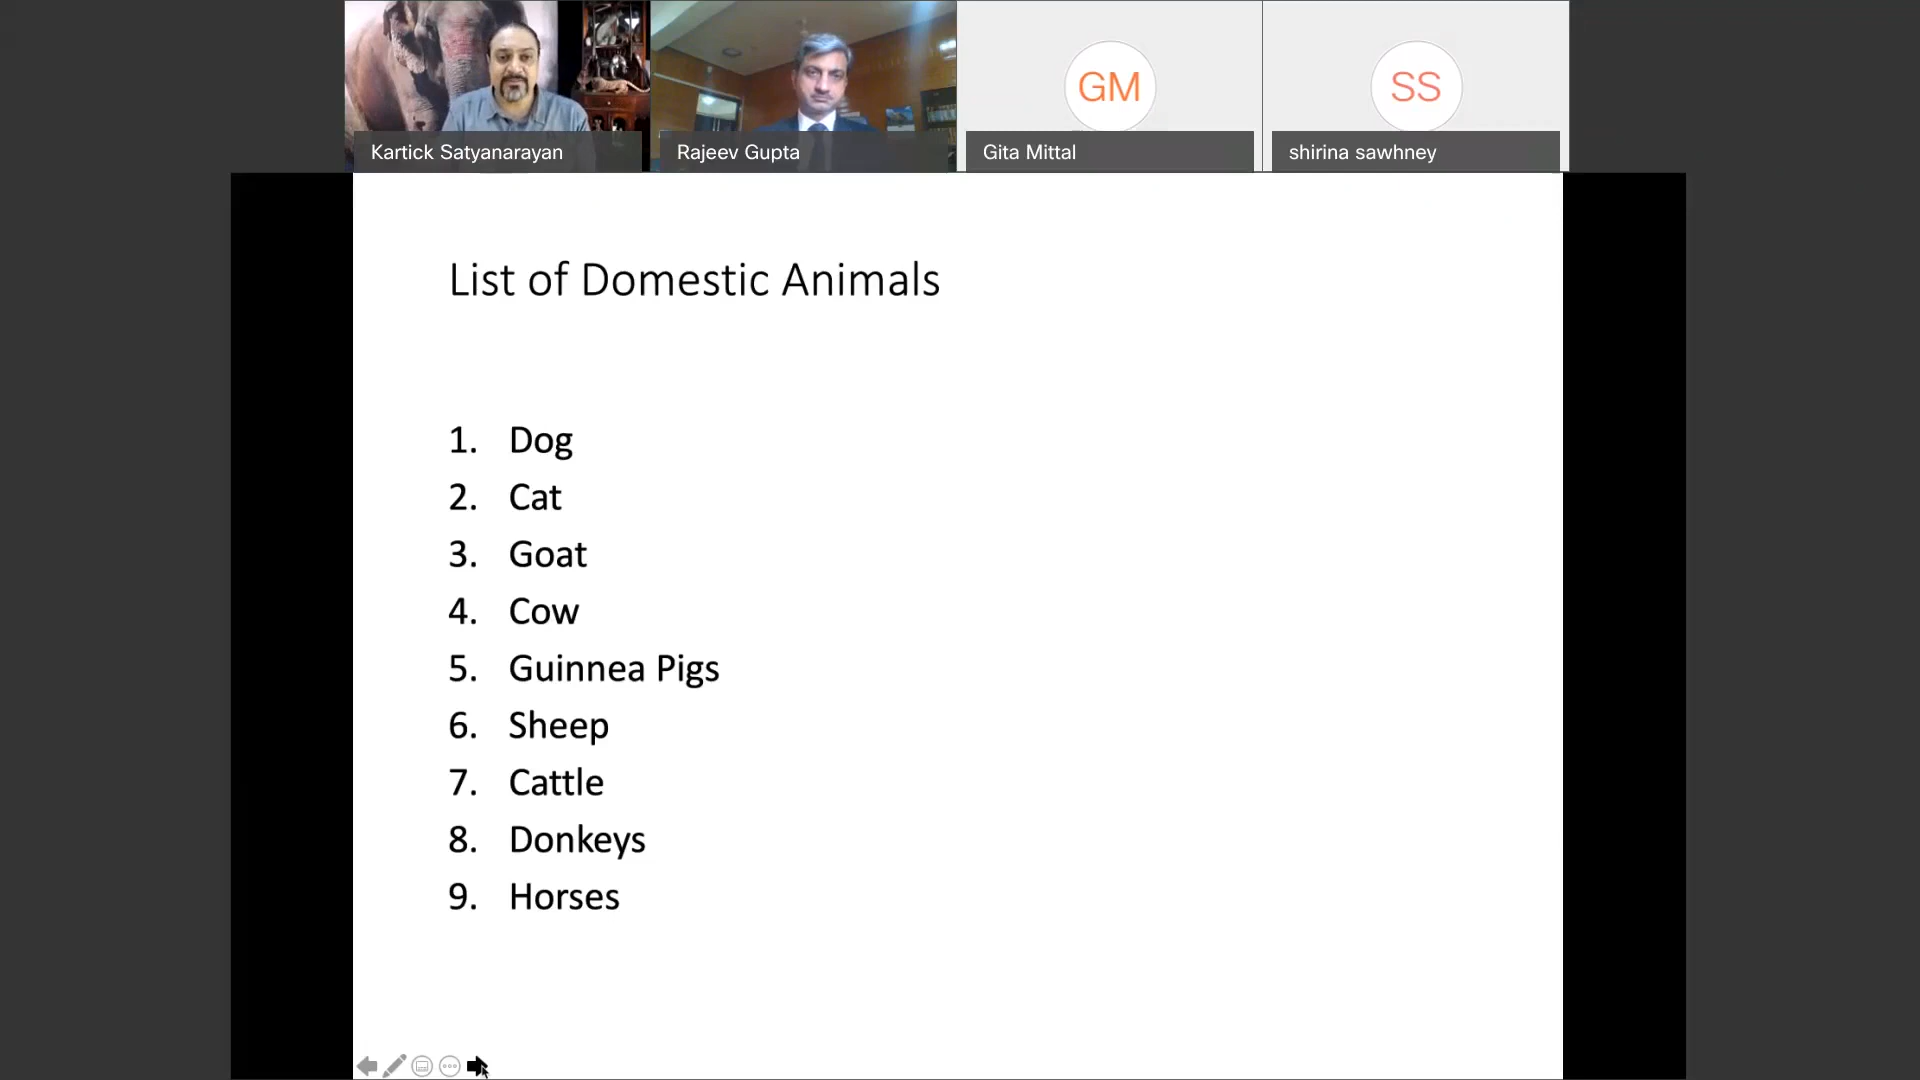 GM
SS
Kartick Satyanarayan
Rajeev Gupta
Gita Mittal
shirina sawhney
List of Domestic Animals
1. Dog
2. Cat
3. Goat
4. Cow
5. Guinnea Pigs
6. Sheep
7. Cattle
8. Donkeys
9. Horses